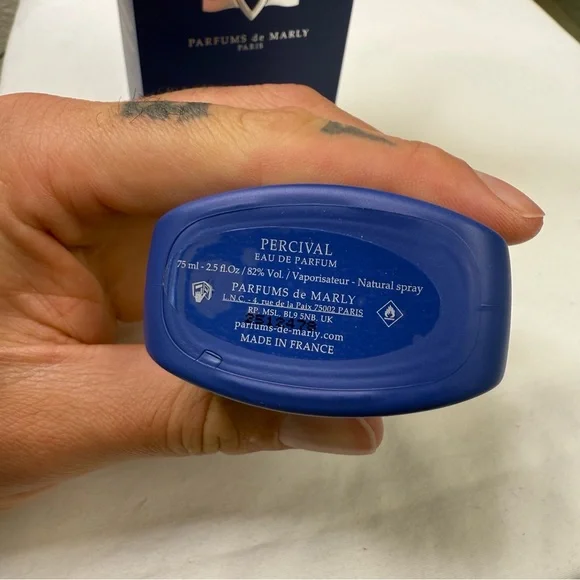 PARFUMS de MARLY
PARIS
PERCIVAL
EAU DE PARFUM
75 ml - 2.5 fl.Oz / 82% Vol. / Vaporisateur - Natural spray
PARFUMS de MARLY
L.N.C. - 4, rue de la Paix 75002 PARIS
RP. MSL, BL9 5NB, UK
parfums-de-marly.com
MADE IN FRANCE